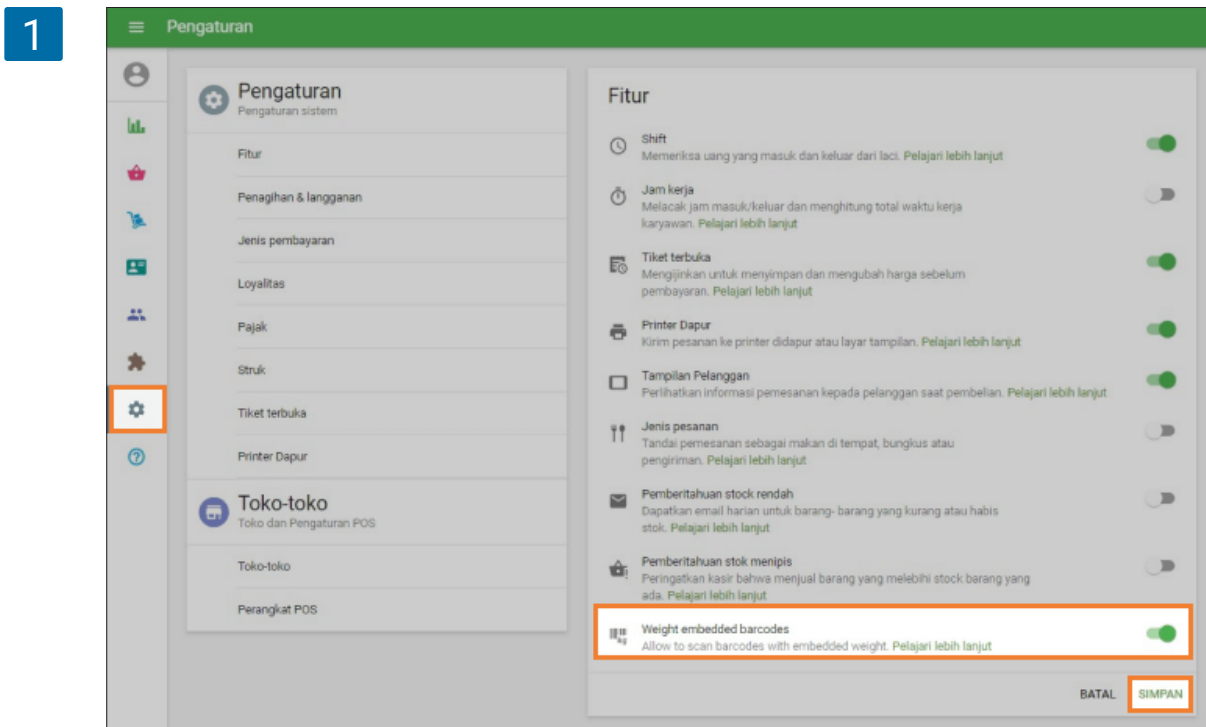 1
Pengaturan
Pengaturan
Pengaturan sistem
Fitur
Penagihan & langganan
Jenis pembayaran
Loyalitas
Pajak
Struk
Tiket terbuka
Printer Dapur
Toko-toko
Toko dan Pengaturan POS
Toko-toko
Perangkat POS
Fitur
Shift
Memeriksa uang yang masuk dan keluar dari laci. Pelajari lebih lanjut
Jam kerja
Melacak jam masuk/keluar dan menghitung total waktu kerja
karyawan. Pelajari lebih lanjut
Tiket terbuka
Mengijinkan untuk menyimpan dan mengubah harga sebelum
pembayaran. Pelajari lebih lanjut
Printer Dapur
Kirim pesanan ke printer didapur atau layar tampilan. Pelajari lebih lanjut
Tampilan Pelanggan
Perlihatkan informasi pemesanan kepada pelanggan saat pembelian. Pelajari lebih lanjut
Jenis pesanan
Tandai pemesanan sebagai makan di tempat, bungkus atau
pengiriman. Pelajari lebih lanjut
Pemberitahuan stock rendah
Dapatkan email harian untuk barang- barang yang kurang atau habis
stok. Pelajari lebih lanjut
Pemberitahuan stok menipis
Peringatkan kasir bahwa menjual barang yang melebihi stock barang yang
ada. Pelajari lebih lanjut
kg
Weight embedded barcodes
Allow to scan barcodes with embedded weight. Pelajari lebih lanjut
BATAL SIMPAN